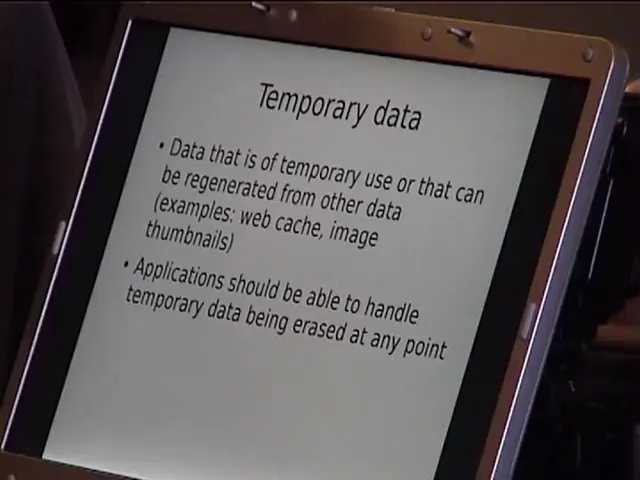 Temporary data
• Data that is of temporary use or that can
be regenerated from other data
(examples: web cache, image
thumbnails)
• Applications should be able to handle
temporary data being erased at any point